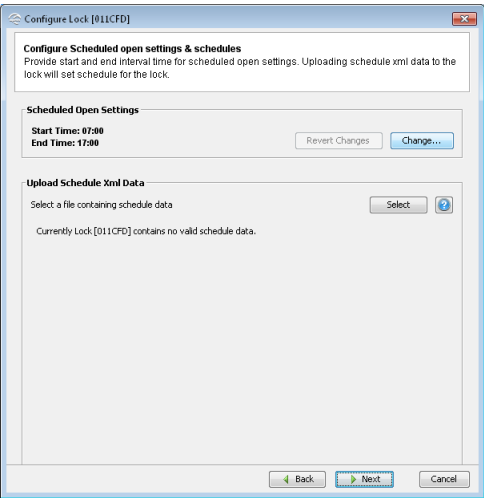 Configure Lock [011CFD]
Configure Scheduled open settings & schedules
Provide start and end interval time for scheduled open settings. Uploading schedule xml data to the
lock will set schedule for the lock.
Scheduled Open Settings
Start Time: 07:00
End Time: 17:00
Revert Changes
Change...
Upload Schedule Xml Data
Select a file containing schedule data
Select
?
Currently Lock [011CFD] contains no valid schedule data.
Back
Next
Cancel